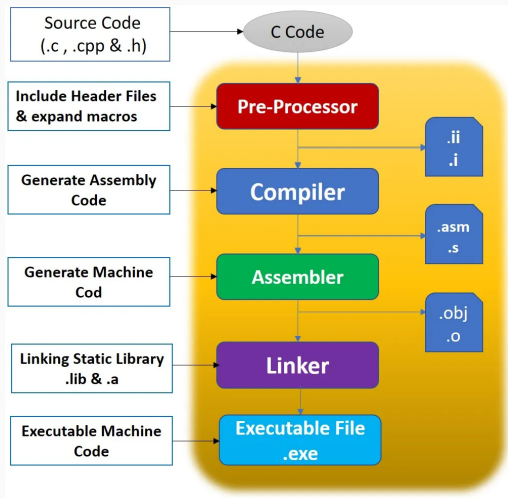 Source Code
(.c , .cpp & .h)
C Code
Include Header Files
& expand macros
Pre-Processor
.ii
.i
Generate Assembly
Code
Compiler
.asm
.s
Generate Machine
Cod
Assembler
.obj
.o
Linking Static Library
.lib & .a
Linker
Executable Machine
Code
Executable File
.exe